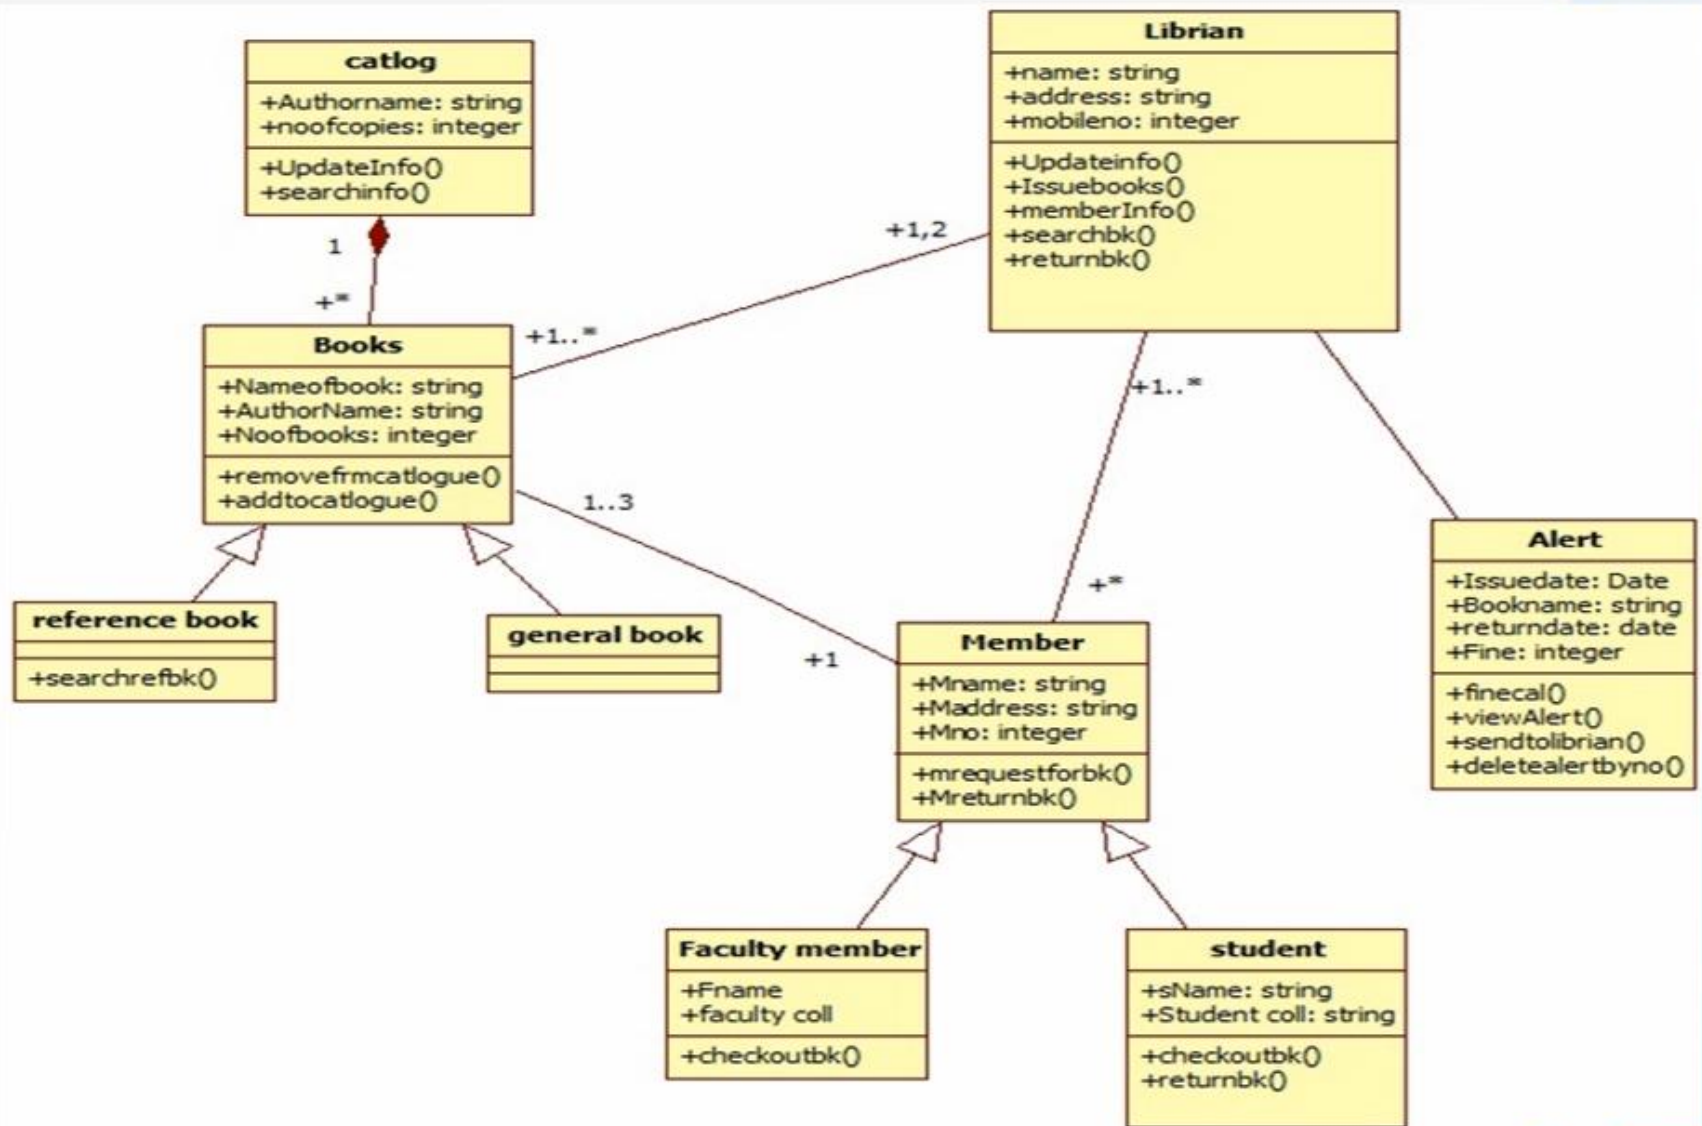 catlog
+Authorname: string
+noofcopies: integer
+UpdateInfo()
+searchinfo()
Librian
+name: string
+address: string
+mobileno: integer
+Updateinfo()
+Issuebooks()
+memberInfo()
+searchbk()
+returnbk()
1
+*
+1,2
+1..*
Books
+Nameofbook: string
+AuthorName: string
+Noofbooks: integer
+removefrmcatlogue()
+addtocatlogue()
+1..*
+*
1..3
+1
reference book
+searchrefbk()
general book
Member
+Mname: string
+Maddress: string
+Mno: integer
+mrequestforbk()
+Mreturnbk()
Alert
+Issuedate: Date
+Bookname: string
+returndate: date
+Fine: integer
+finecal()
+viewAlert()
+sendtolibrian()
+deletealertbyno()
Faculty member
+Fname
+faculty coll
+checkoutbk()
student
+sName: string
+Student coll: string
+checkoutbk()
+returnbk()